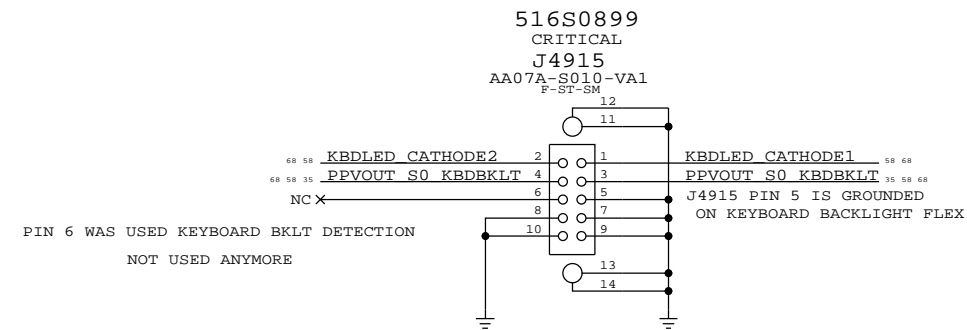 516S0899
CRITICAL
J4915
AA07A-S010-VA1
F-ST-SM
12
11
68 58 KBDLED_CATHODE2 2 1 KBDLED_CATHODE1 58 68
68 58 35 PPVOUT_S0_KBDBKLT 4 3 PPVOUT_S0_KBDBKLT 35 58 68
NC 6 5 J4915 PIN 5 IS GROUNDED
8 7 ON KEYBOARD BACKLIGHT FLEX
PIN 6 WAS USED KEYBOARD BKLT DETECTION 10 9
NOT USED ANYMORE
13
14